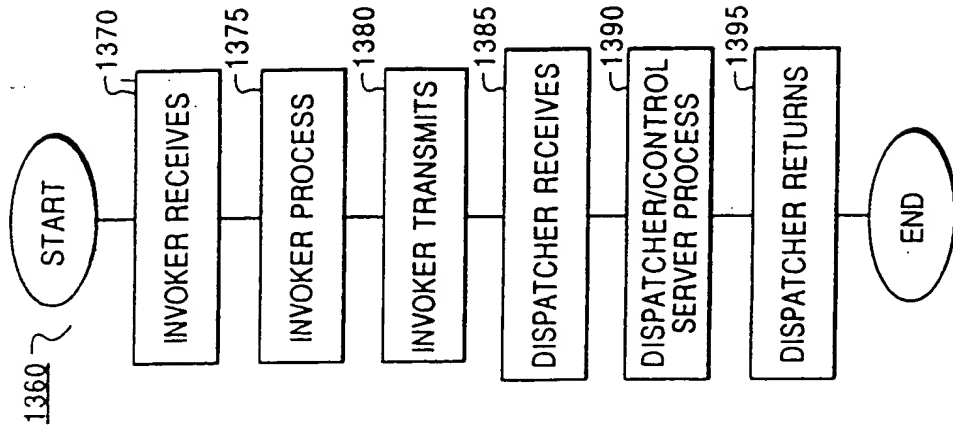 1360
START
1370
INVOKER RECEIVES
1375
INVOKER PROCESS
1380
INVOKER TRANSMITS
1385
DISPATCHER RECEIVES
1390
DISPATCHER/CONTROL
SERVER PROCESS
1395
DISPATCHER RETURNS
END